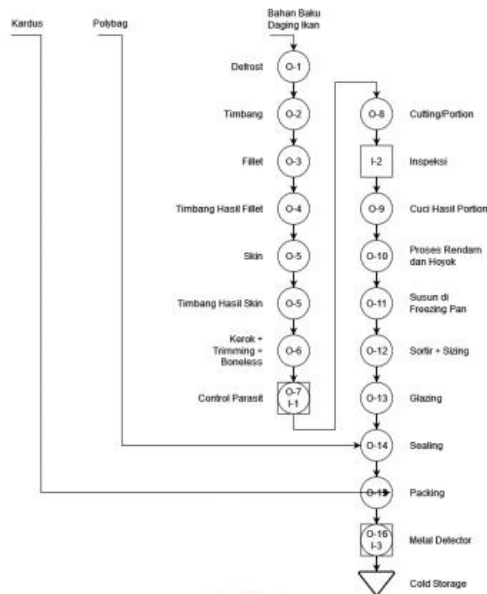 Kardus
Polybag
Bahan Baku
Daging Ikan
Defrost
O-1
Timbang
O-2
Fillet
O-3
Timbang Hasil Fillet
O-4
Skin
O-5
Timbang Hasil Skin
O-5
Kerok +
Trimming +
Boneless
O-6
Control Parasit
O-7
I-1
O-8
Cutting/Portion
I-2
Inspeksi
O-9
Cuci Hasil Portion
O-10
Proses Rendam
dan Hoyok
O-11
Susun di
Freezing Pan
O-12
Sortir + Sizing
O-13
Glazing
O-14
Sealing
O-15
Packing
O-16
I-3
Metal Detector
Cold Storage